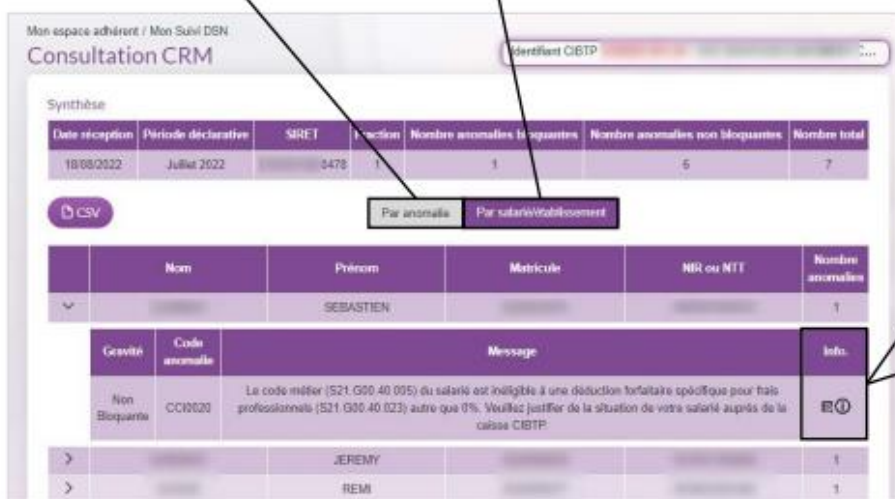 Mon espace adhérent / Mon Suivi DSN
Consultation CRM
Identifiant CIBTP
C...
Synthèse
Date réception Période déclarative SIRET Fraction Nombre anomalies bloquantes Nombre anomalies non bloquantes Nombre total
18/08/2022 Juillet 2022 0478 1 1 6 7
CSV
Par anomalie Par salarié/établissement
Nom Prénom Matricule NIR ou NTT Nombre anomalies
SEBASTIEN 1
Gravité Code anomalie Message Info.
Non Bloquante CCI0020
Le code métier (S21.G00.40.005) du salarié est inéligible à une déduction forfaitaire spécifique pour frais
professionnels (S21.G00.40.023) autre que 0%. Veuillez justifier de la situation de votre salarié auprès de la
caisse CIBTP.
JEREMY 1
REMI 1